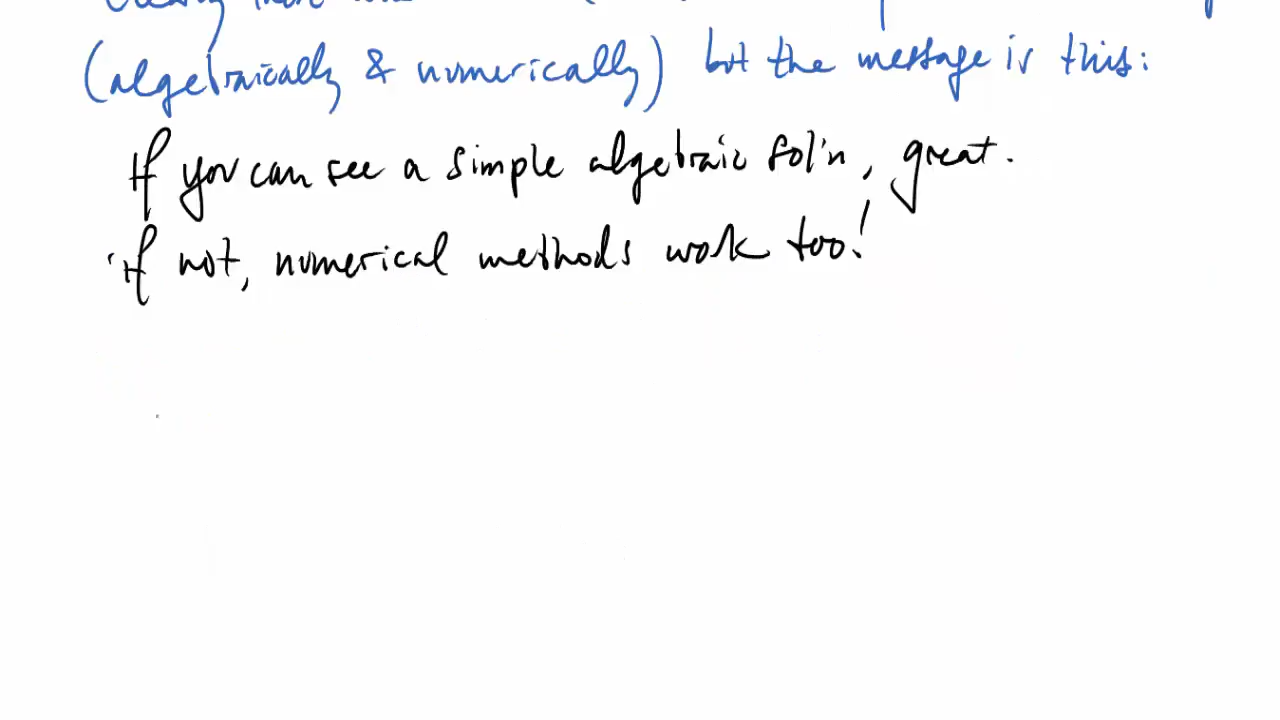 (algebraically & numerically) but the message is this:
If you can see a simple algebraic sol'n, great.
If not, numerical methods work too!